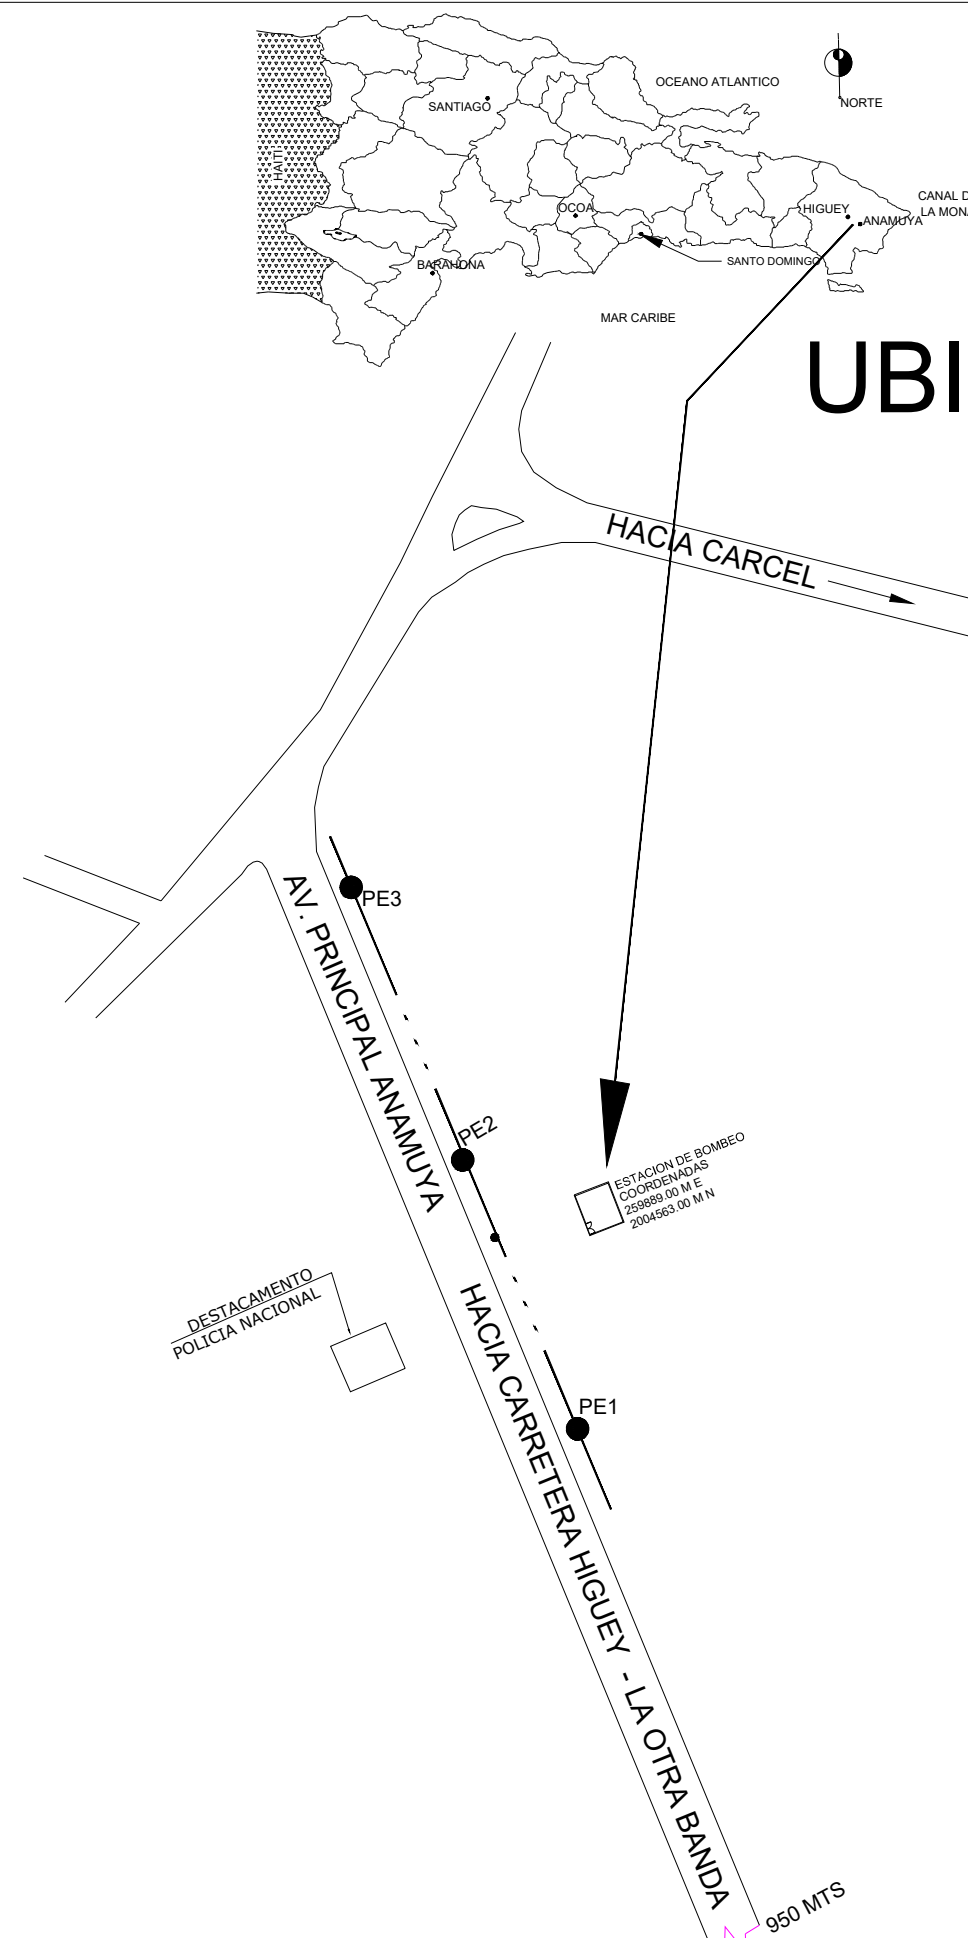 OCEANO ATLANTICO
NORTE
SANTIAGO
HAITI
CANAL D
LA MONA
HIGUEY
ANAMUYA
OCOA
SANTO DOMINGO
BARAHONA
MAR CARIBE
UBI
HACIA CARCEL
PE3
AV. PRINCIPAL ANAMUYA
PE2
ESTACION DE BOMBEO
COORDENADAS
259889.00 M E
2004563.00 M N
DESTACAMENTO
POLICIA NACIONAL
HACIA CARRETERA HIGUEY - LA OTRA BANDA
PE1
950 MTS